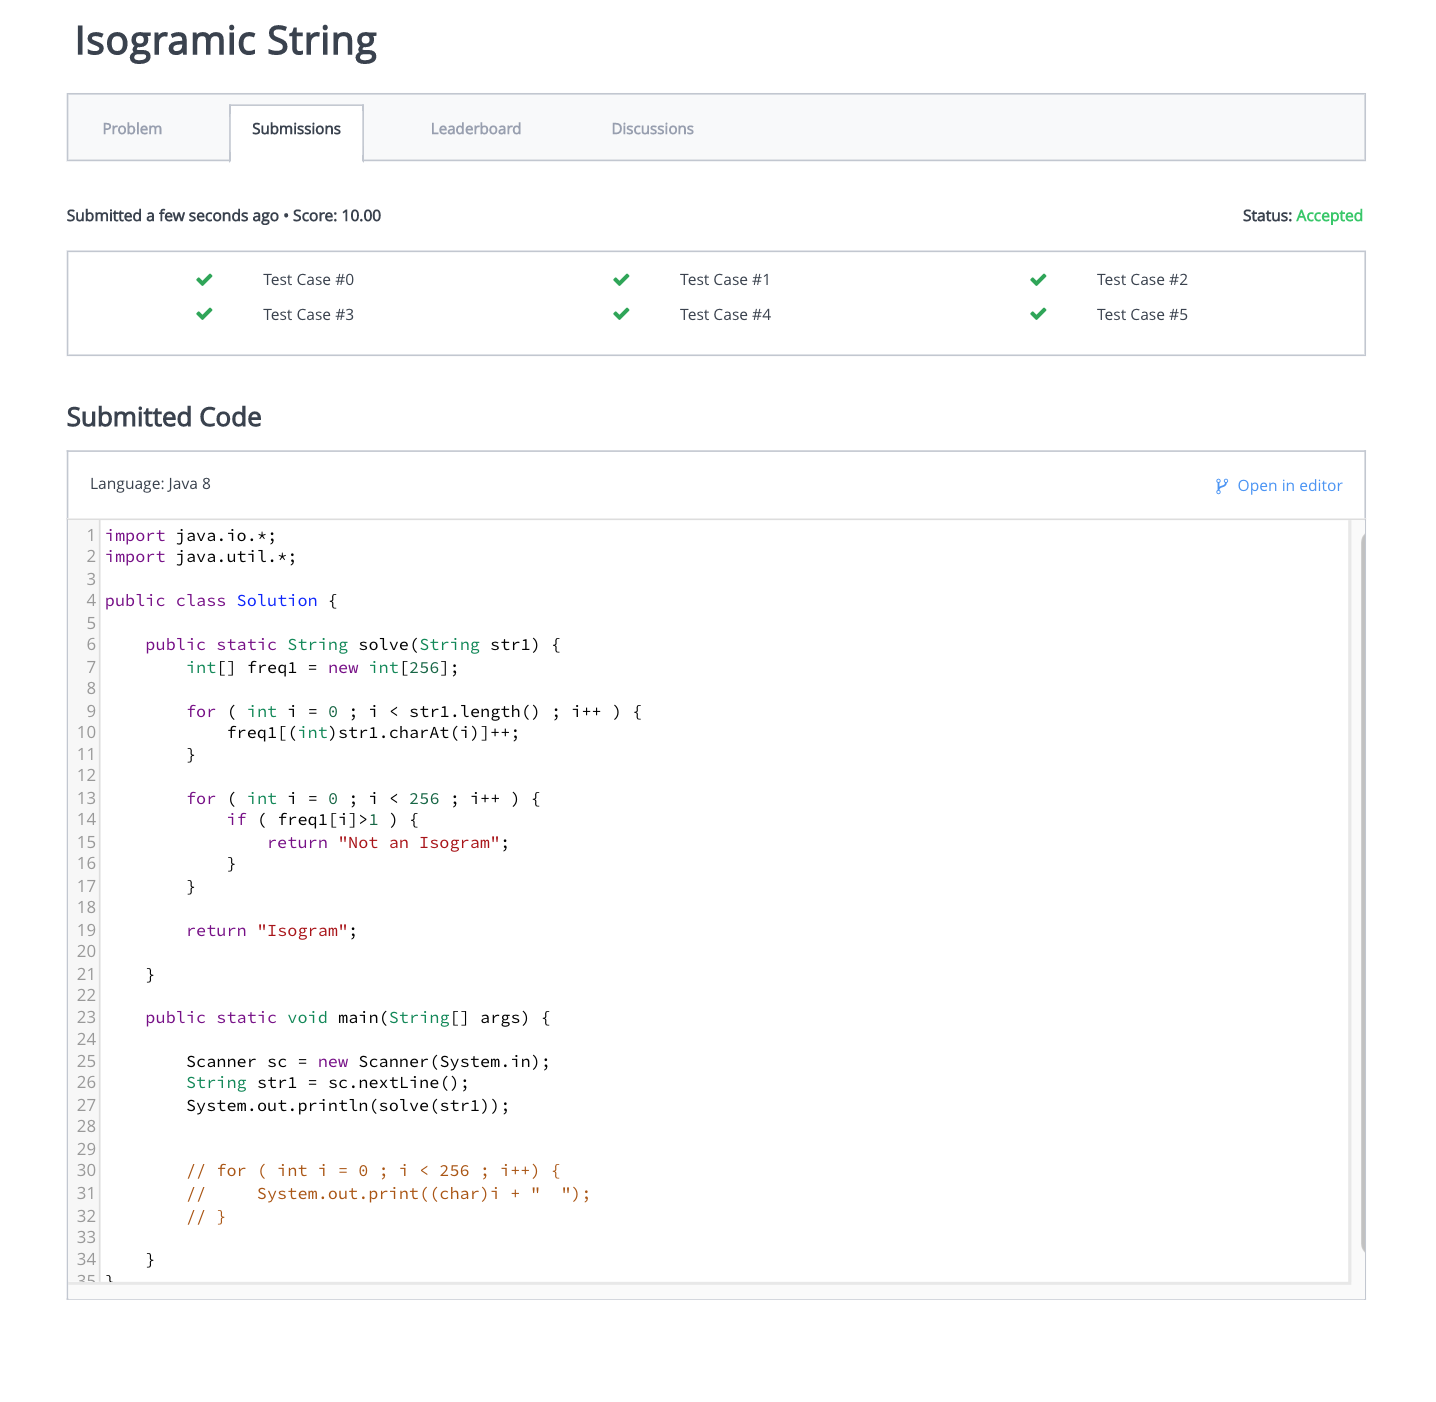 Isogramic String
Problem Submissions Leaderboard Discussions
Submitted a few seconds ago • Score: 10.00 Status: Accepted
Test Case #0 Test Case #1 Test Case #2
Test Case #3 Test Case #4 Test Case #5
Submitted Code
Language: Java 8 Open in editor
1 import java.io.*;
2 import java.util.*;
3
4 public class Solution {
5
6     public static String solve(String str1) {
7         int[] freq1 = new int[256];
8
9         for ( int i = 0 ; i < str1.length() ; i++ ) {
10             freq1[(int)str1.charAt(i)]++;
11         }
12
13         for ( int i = 0 ; i < 256 ; i++ ) {
14             if ( freq1[i]>1 ) {
15                 return "Not an Isogram";
16             }
17         }
18
19         return "Isogram";
20
21     }
22
23     public static void main(String[] args) {
24
25         Scanner sc = new Scanner(System.in);
26         String str1 = sc.nextLine();
27         System.out.println(solve(str1));
28
29
30         // for ( int i = 0 ; i < 256 ; i++) {
31         //     System.out.print((char)i + "  ");
32         // }
33
34     }
35 }